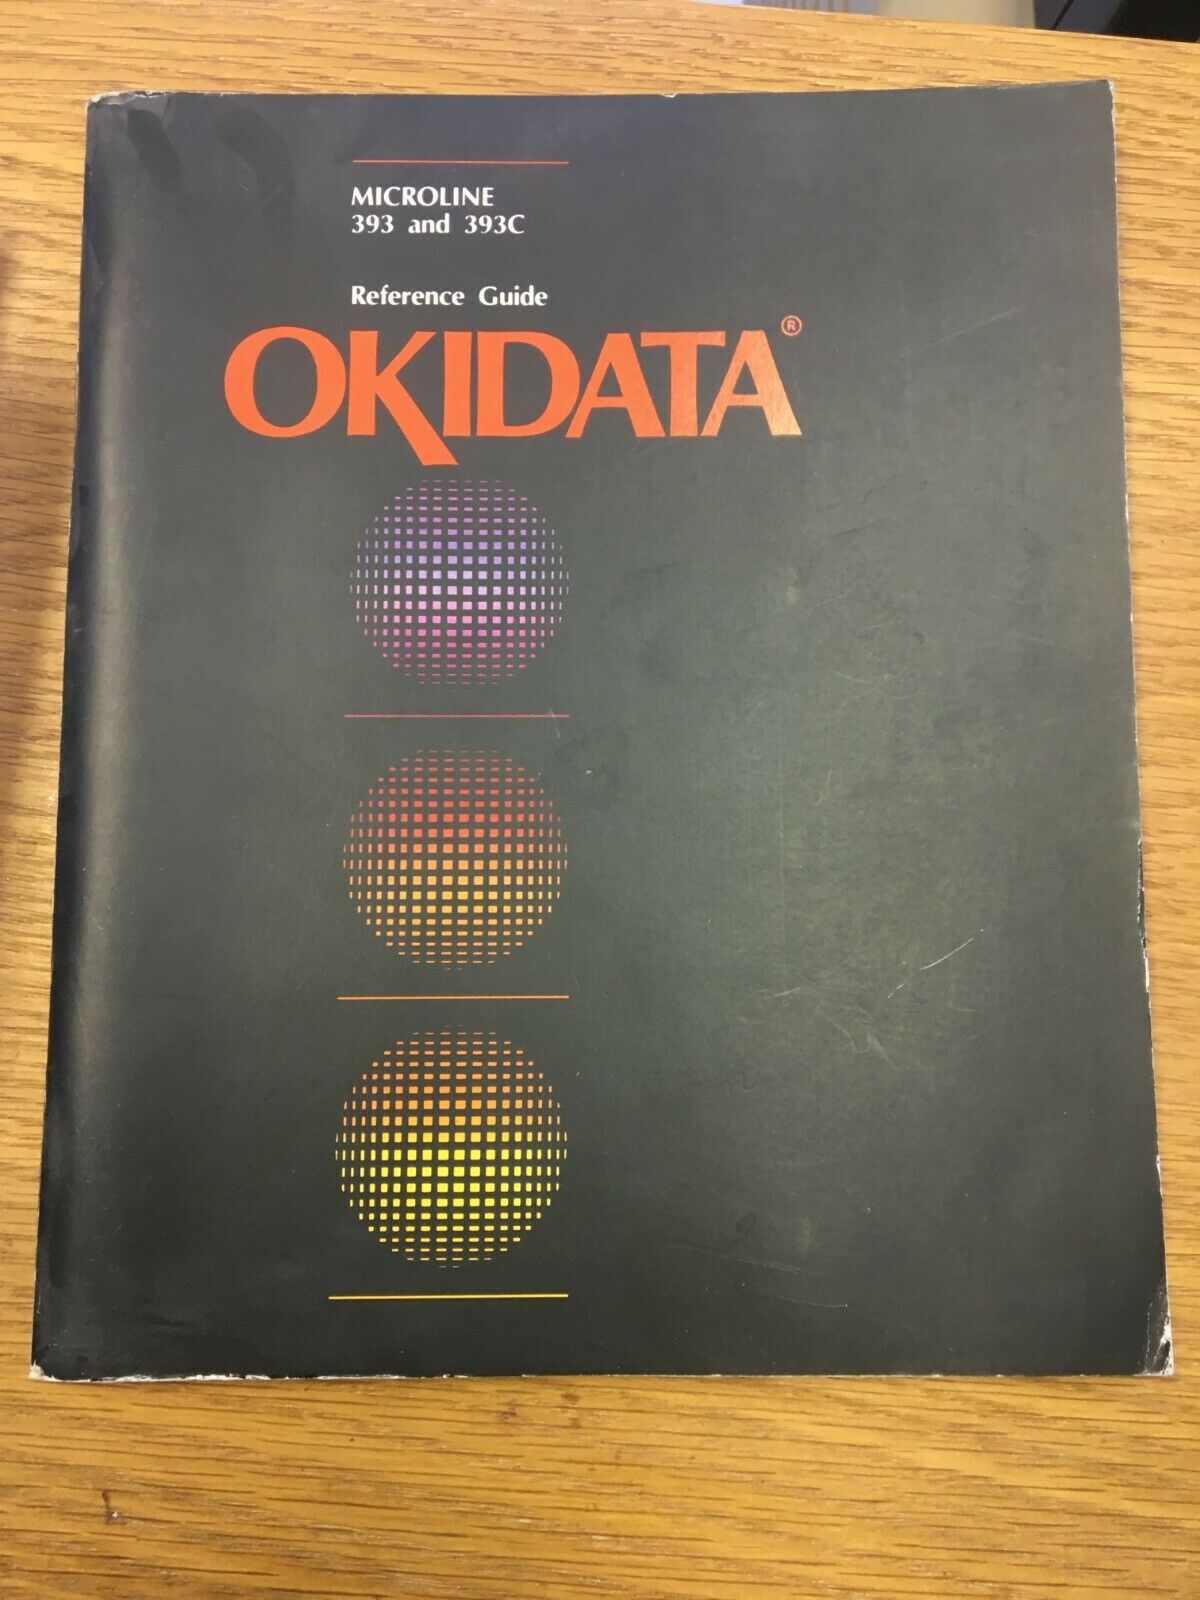 MICROLINE
393 and 393C
Reference Guide
OKIDATA®